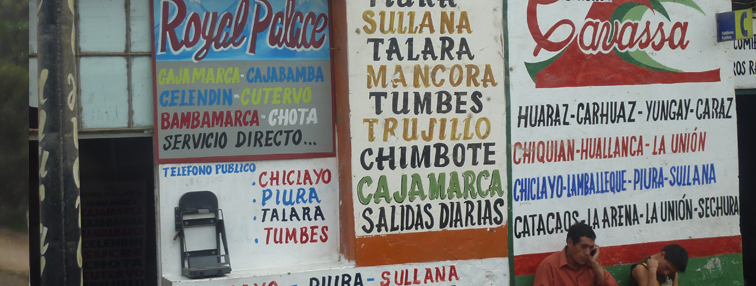 Royal Palace
CAJAMARCA-CAJABAMBA
CELENDIN-CUTERVO
BAMBAMARCA-CHOTA
SERVICIO DIRECTO...
TELEFONO PUBLICO
. CHICLAYO
. PIURA
. TALARA
. TUMBES
PIURA
SULLANA
TALARA
MANCORA
TUMBES
TRUJILLO
CHIMBOTE
CAJAMARCA
SALIDAS DIARIAS
PIURA - SULLANA
Cavassa
HUARAZ-CARHUAZ-YUNGAY-CARAZ
CHIQUIAN-HUALLANCA-LA UNIÓN
CHICLAYO-LAMBALLEQUE-PIURA-SULLANA
CATACAOS-LA ARENA-LA UNIÓN-SECHURA